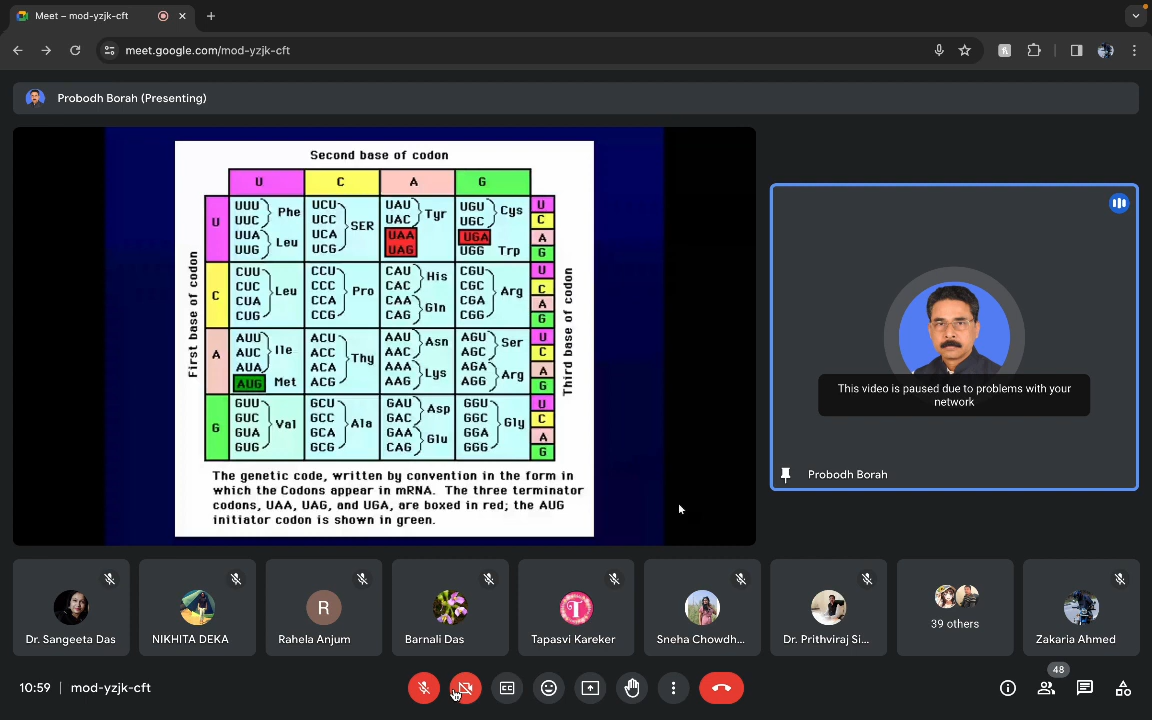 Meet – mod-yzjk-cft
meet.google.com/mod-yzjk-cft
Probodh Borah (Presenting)
Second base of codon
U C A G
First base of codon
Third base of codon
U
UUU UCU UAU UGU U
UUC Phe UCC UAC Tyr UGC Cys C
UUA UCA SER UAA UGA A
UUG Leu UCG UAG UGG Trp G
C
CUU CCU CAU CGU U
CUC CCC CAC His CGC C
CUA Leu CCA Pro CAA CGA Arg A
CUG CCG CAG Gln CGG G
A
AUU ACU AAU AGU U
AUC Ile ACC AAC Asn AGC Ser C
AUA ACA Thy AAA AGA A
AUG Met ACG AAG Lys AGG Arg G
G
GUU GCU GAU GGU U
GUC GCC GAC Asp GGC C
GUA Val GCA Ala GAA GGA Gly A
GUG GCG CAG Glu GGG G
The genetic code, written by convention in the form in
which the Codons appear in mRNA. The three terminator
codons, UAA, UAG, and UGA, are boxed in red; the AUG
initiator codon is shown in green.
This video is paused due to problems with your
network
Probodh Borah
Dr. Sangeeta Das
NIKHITA DEKA
R
Rahela Anjum
Barnali Das
T
Tapasvi Kareker
Sneha Chowdh...
Dr. Prithviraj Si...
39 others
Zakaria Ahmed
10:59 | mod-yzjk-cft
48